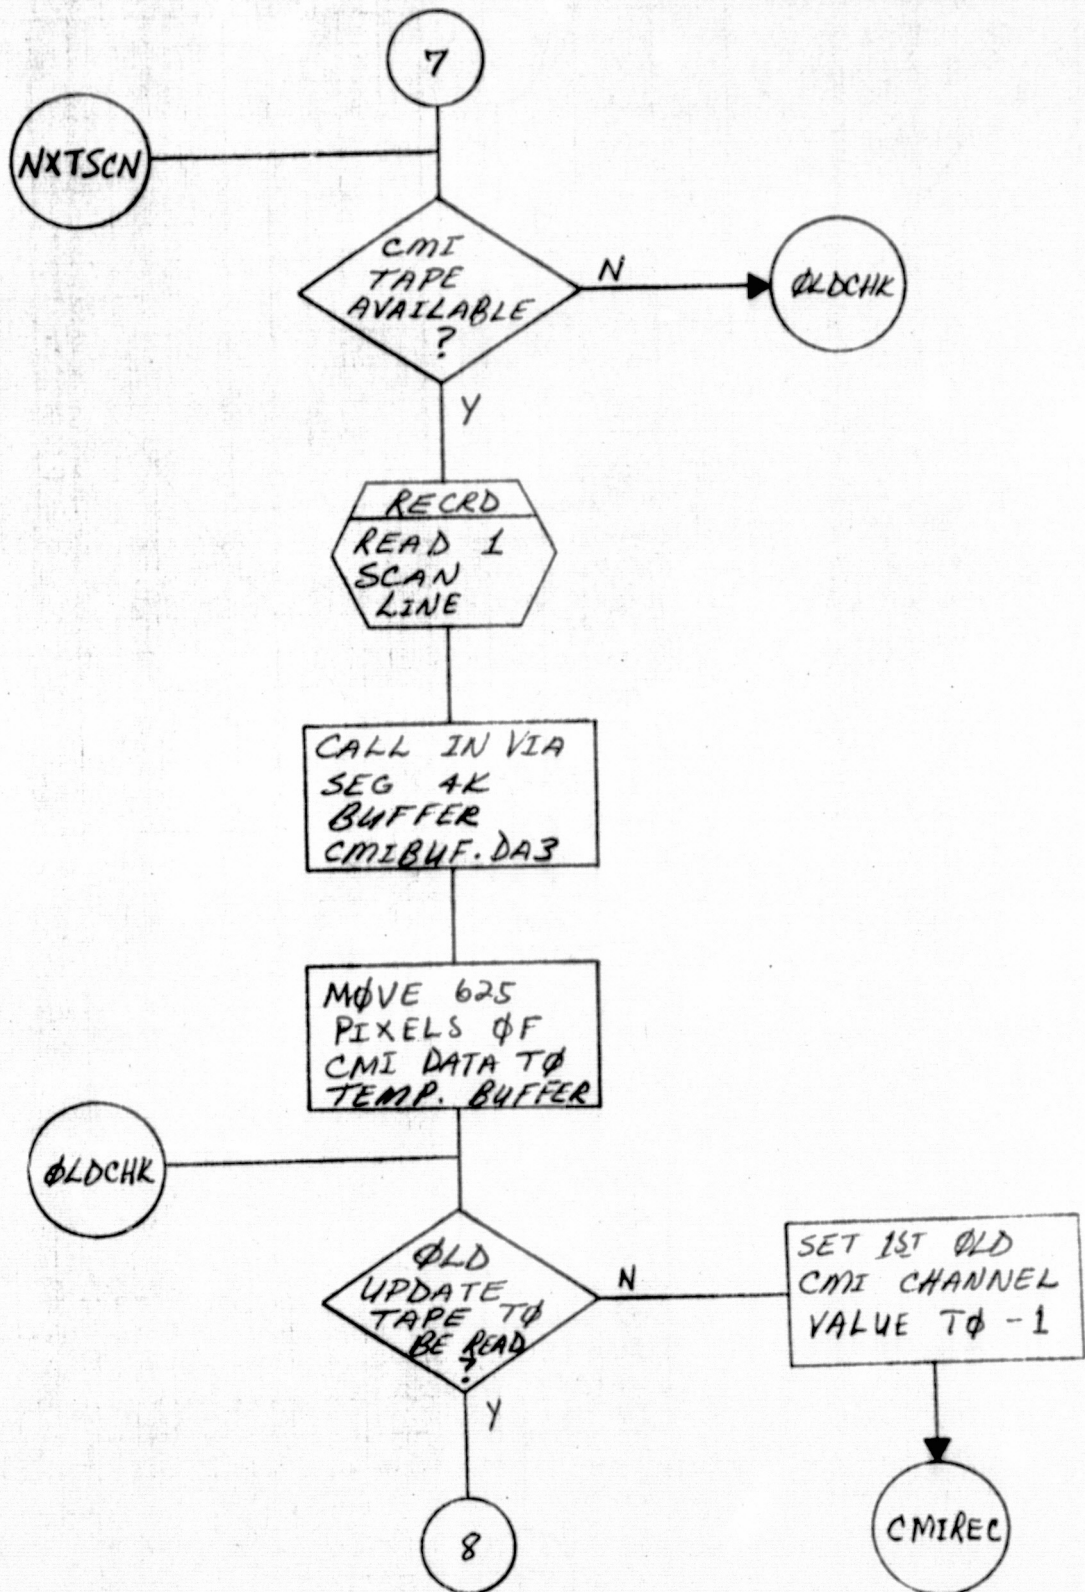 7
NXTSCN
CMI
TAPE
AVAILABLE
?
N
ØLDCHK
Y
RECRD
READ 1
SCAN
LINE
CALL IN VIA
SEG 4K
BUFFER
CMIBUF.DA3
MØVE 625
PIXELS ØF
CMI DATA TØ
TEMP. BUFFER
ØLDCHK
ØLD
UPDATE
TAPE TØ
BE READ
?
N
SET 1ST ØLD
CMI CHANNEL
VALUE TØ -1
Y
8
CMIREC